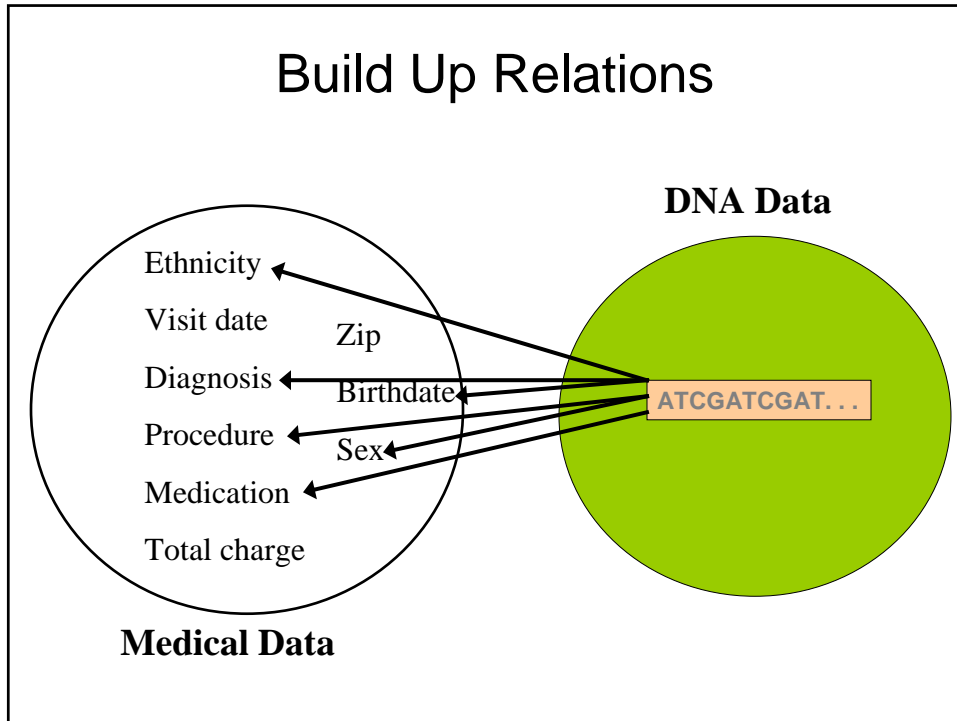 Build Up Relations
DNA Data
Ethnicity
Visit date
Zip
Diagnosis
Birthdate
ATCGATCGAT. . .
Procedure
Sex
Medication
Total charge
Medical Data